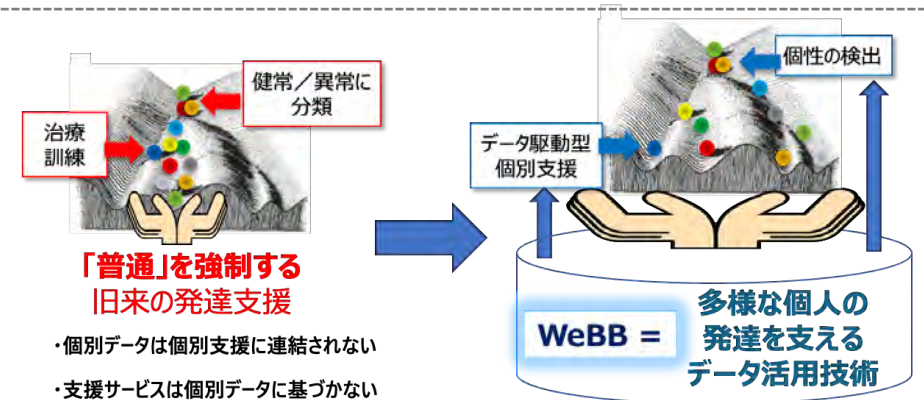 健常／異常に
分類
治療
訓練
「普通」を強制する
旧来の発達支援
・個別データは個別支援に連結されない
・支援サービスは個別データに基づかない
個性の検出
データ駆動型
個別支援
WeBB =
多様な個人の
発達を支える
データ活用技術